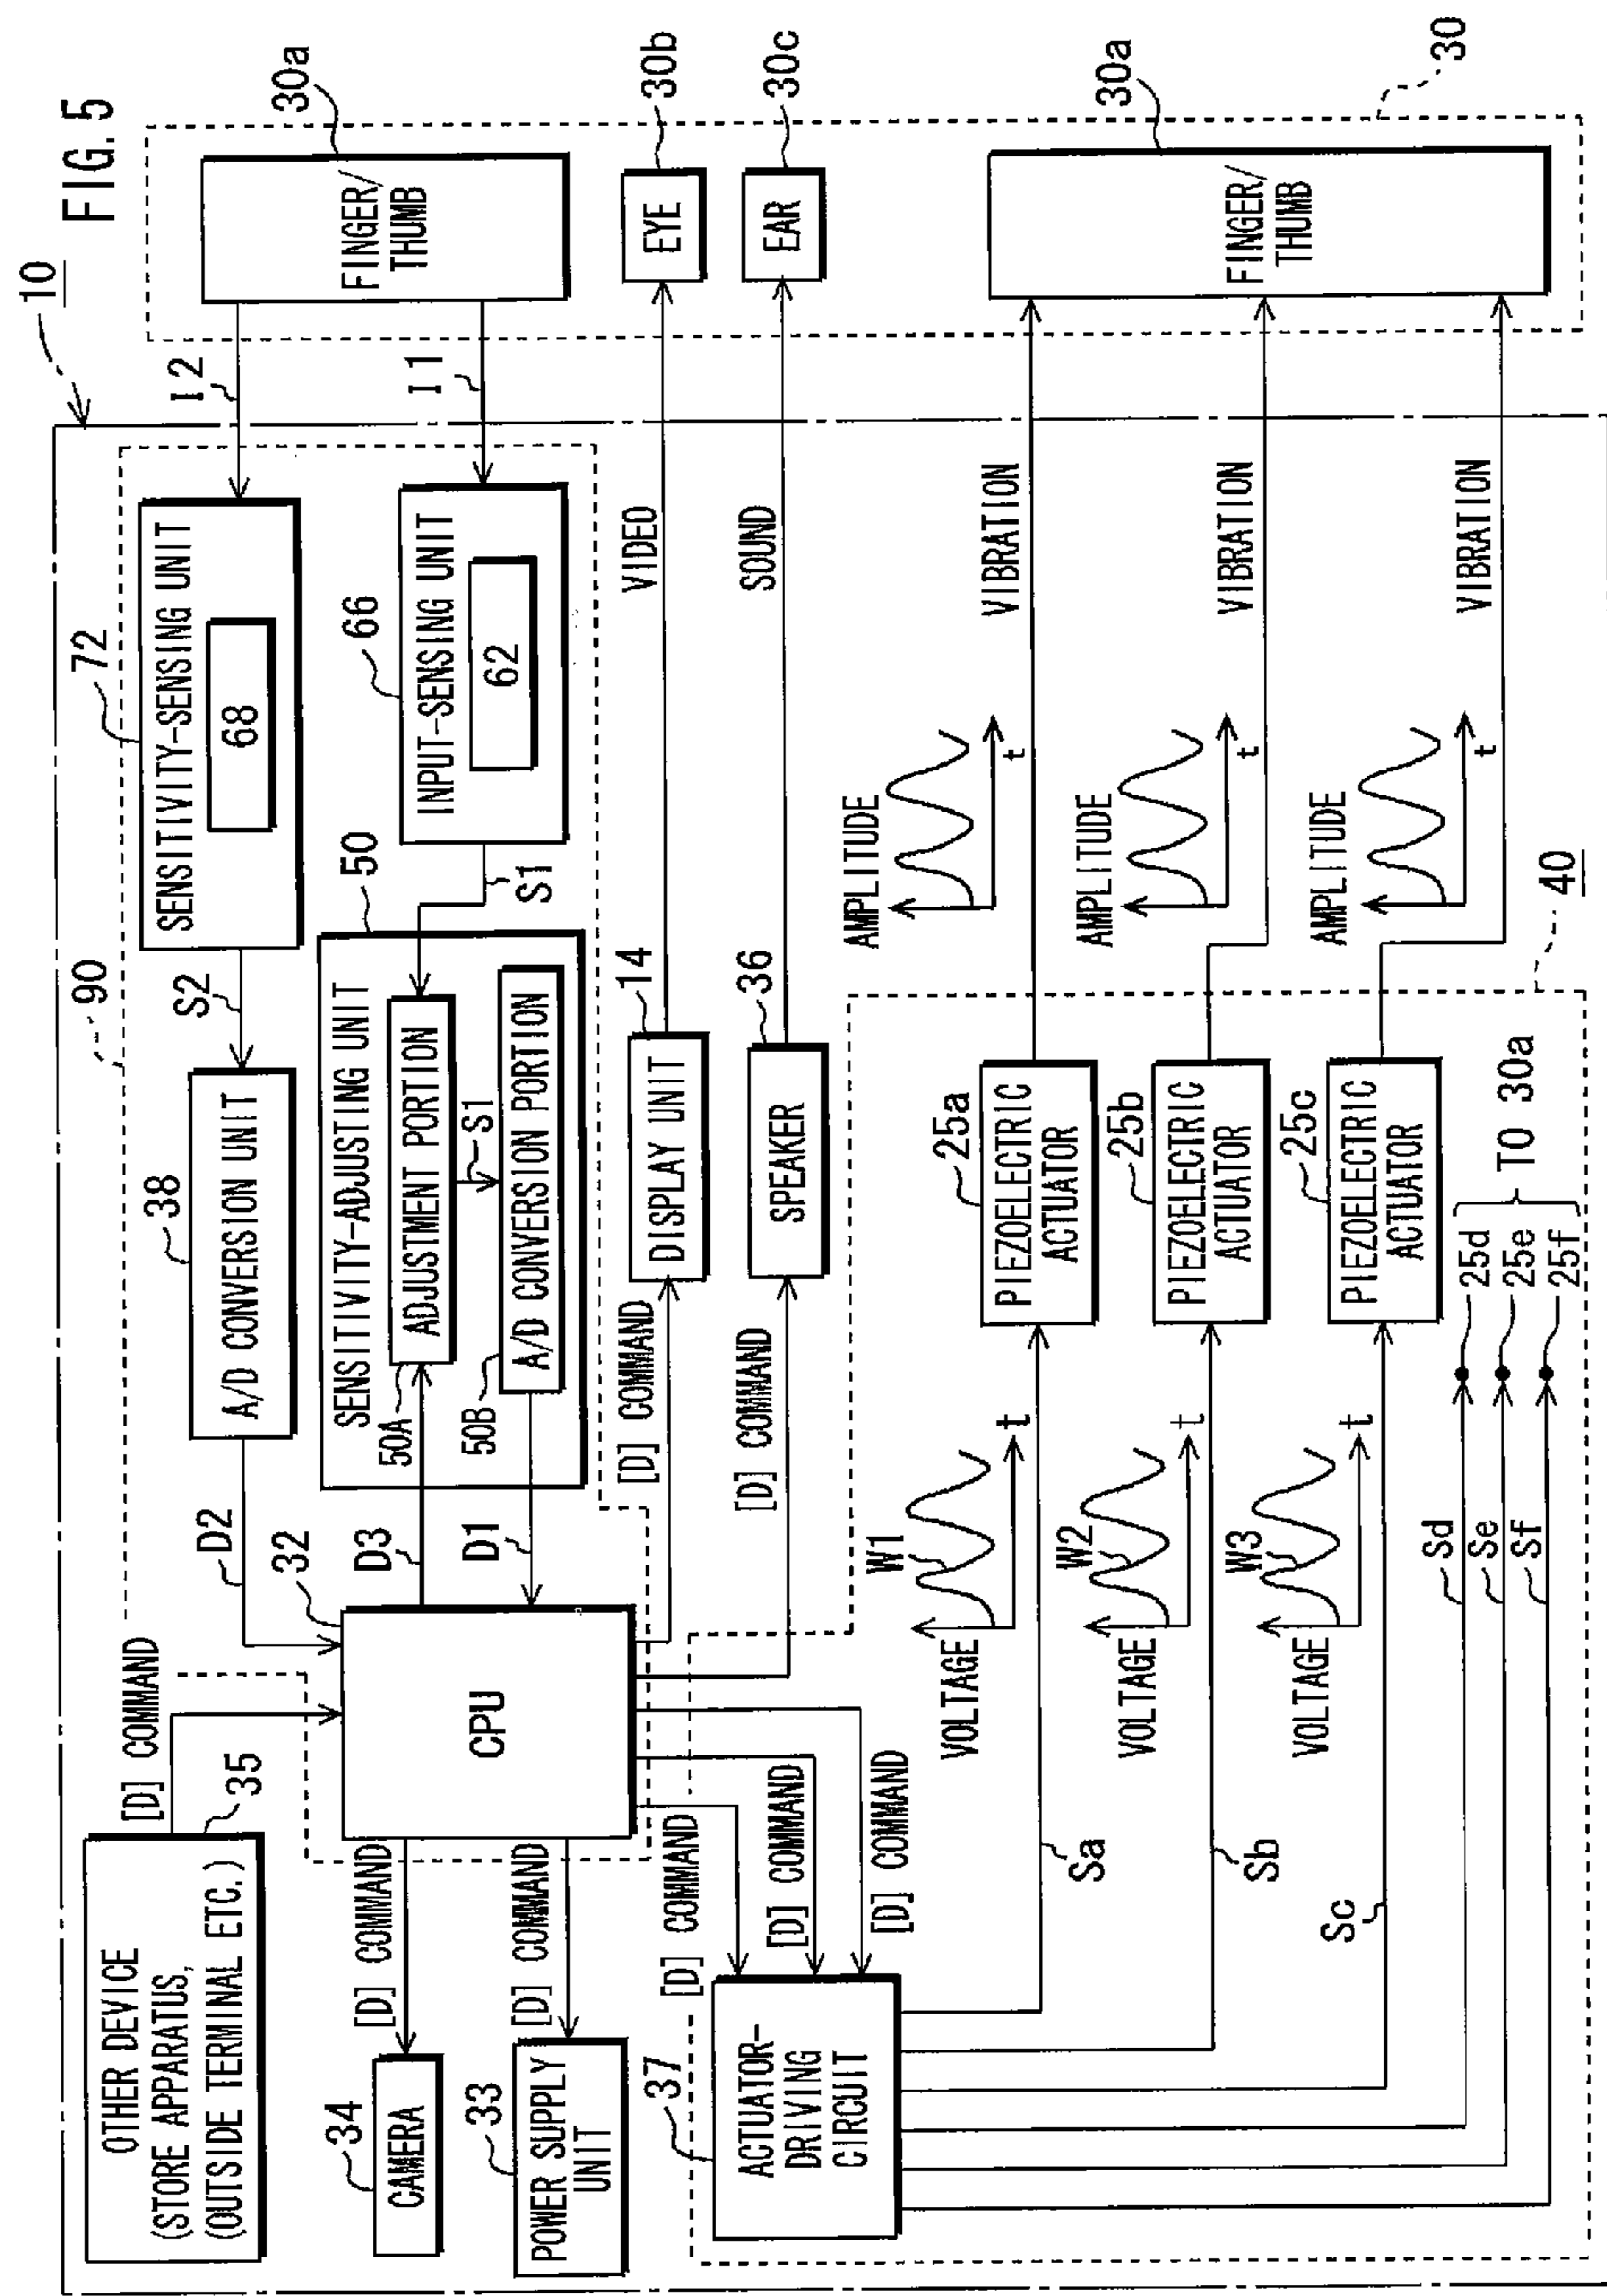 FIG. 5
10
OTHER DEVICE
(STORE APPARATUS,
(OUTSIDE TERMINAL ETC.)
35
[D] COMMAND
90
D2
38
A/D CONVERSION UNIT
S2
72
SENSITIVITY-SENSING UNIT
68
I2
30a
FINGER/
THUMB
34
CAMERA
[D] COMMAND
33
POWER SUPPLY
UNIT
[D] COMMAND
32
CPU
D3
D1
SENSITIVITY-ADJUSTING UNIT
50
50A
ADJUSTMENT PORTION
S1
50B
A/D CONVERSION PORTION
S1
66
INPUT-SENSING UNIT
62
I1
[D] COMMAND
14
DISPLAY UNIT
VIDEO
EYE
30b
[D] COMMAND
36
SPEAKER
SOUND
EAR
30c
37
ACTUATOR-
DRIVING
CIRCUIT
[D] COMMAND
[D] COMMAND
[D] COMMAND
40
VOLTAGE
W1
t
Sa
25a
PIEZOELECTRIC
ACTUATOR
AMPLITUDE
t
VIBRATION
VOLTAGE
W2
t
Sb
25b
PIEZOELECTRIC
ACTUATOR
AMPLITUDE
t
VIBRATION
VOLTAGE
W3
t
Sc
25c
PIEZOELECTRIC
ACTUATOR
AMPLITUDE
t
VIBRATION
30a
FINGER/
THUMB
30
Sd
25d
Se
25e
Sf
25f
TO 30a